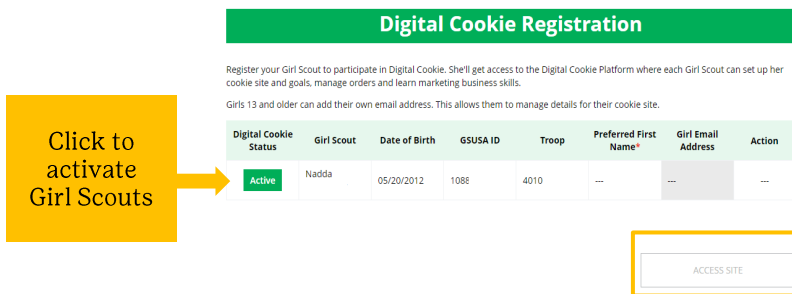 Digital Cookie Registration
Register your Girl Scout to participate in Digital Cookie. She'll get access to the Digital Cookie Platform where each Girl Scout can set up her
cookie site and goals, manage orders and learn marketing business skills.
Girls 13 and older can add their own email address. This allows them to manage details for their cookie site.
Click to
activate
Girl Scouts
Digital Cookie Status Girl Scout Date of Birth GSUSA ID Troop Preferred First Name* Girl Email Address Action
Active Nadda 05/20/2012 1088 4010 --- --- ---
ACCESS SITE